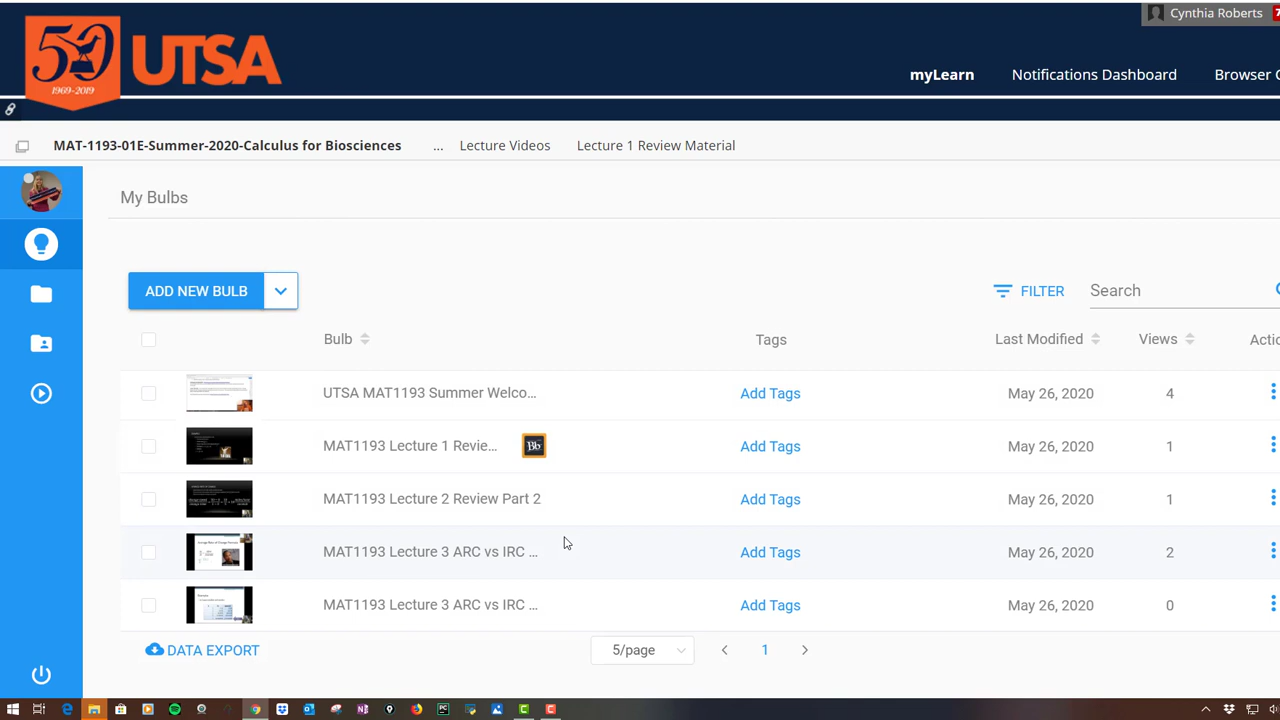 Cynthia Roberts
7
50
1969-2019
UTSA
myLearn
Notifications Dashboard
Browser C
MAT-1193-01E-Summer-2020-Calculus for Biosciences
...
Lecture Videos
Lecture 1 Review Material
My Bulbs
ADD NEW BULB
FILTER
Search
Bulb
Tags
Last Modified
Views
Actio
UTSA MAT1193 Summer Welco...
Add Tags
May 26, 2020
4
MAT1193 Lecture 1 Revie...
Bb
Add Tags
May 26, 2020
1
MAT1193 Lecture 2 Review Part 2
Add Tags
May 26, 2020
1
MAT1193 Lecture 3 ARC vs IRC ...
Add Tags
May 26, 2020
2
MAT1193 Lecture 3 ARC vs IRC ...
Add Tags
May 26, 2020
0
DATA EXPORT
5/page
1